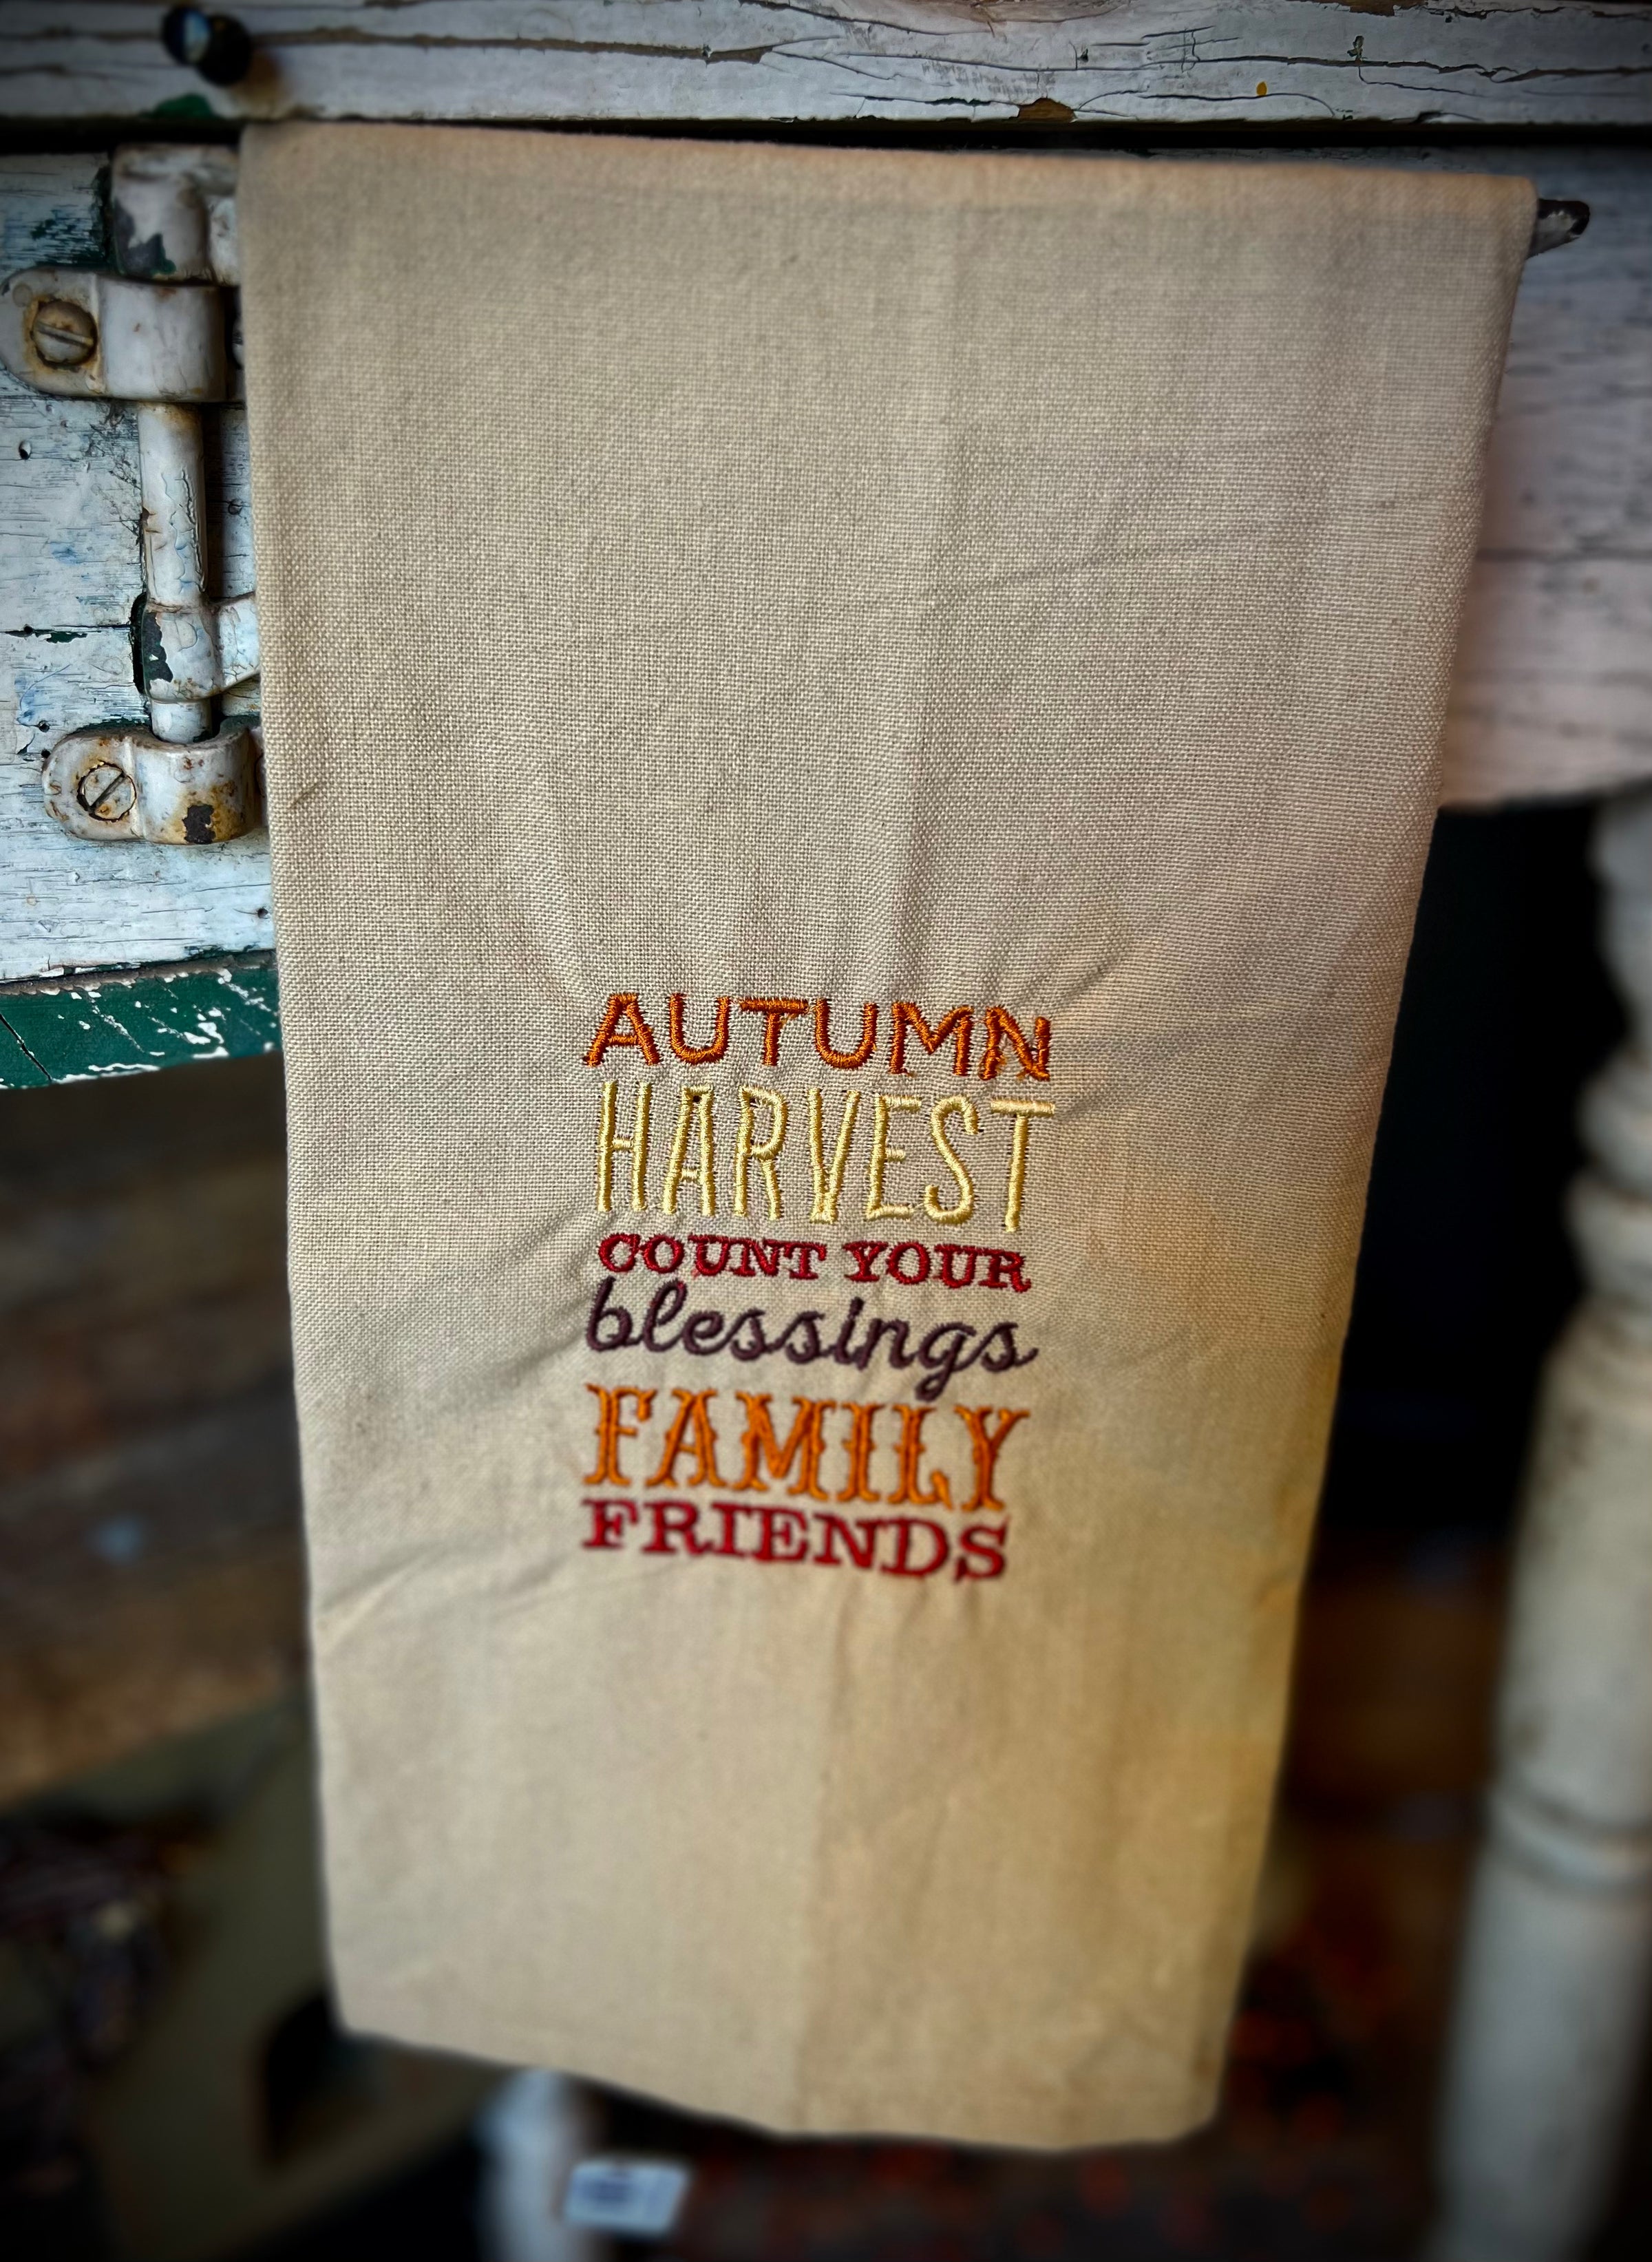 AUTUMN
HARVEST
COUNT YOUR
blessings
FAMILY
FRIENDS